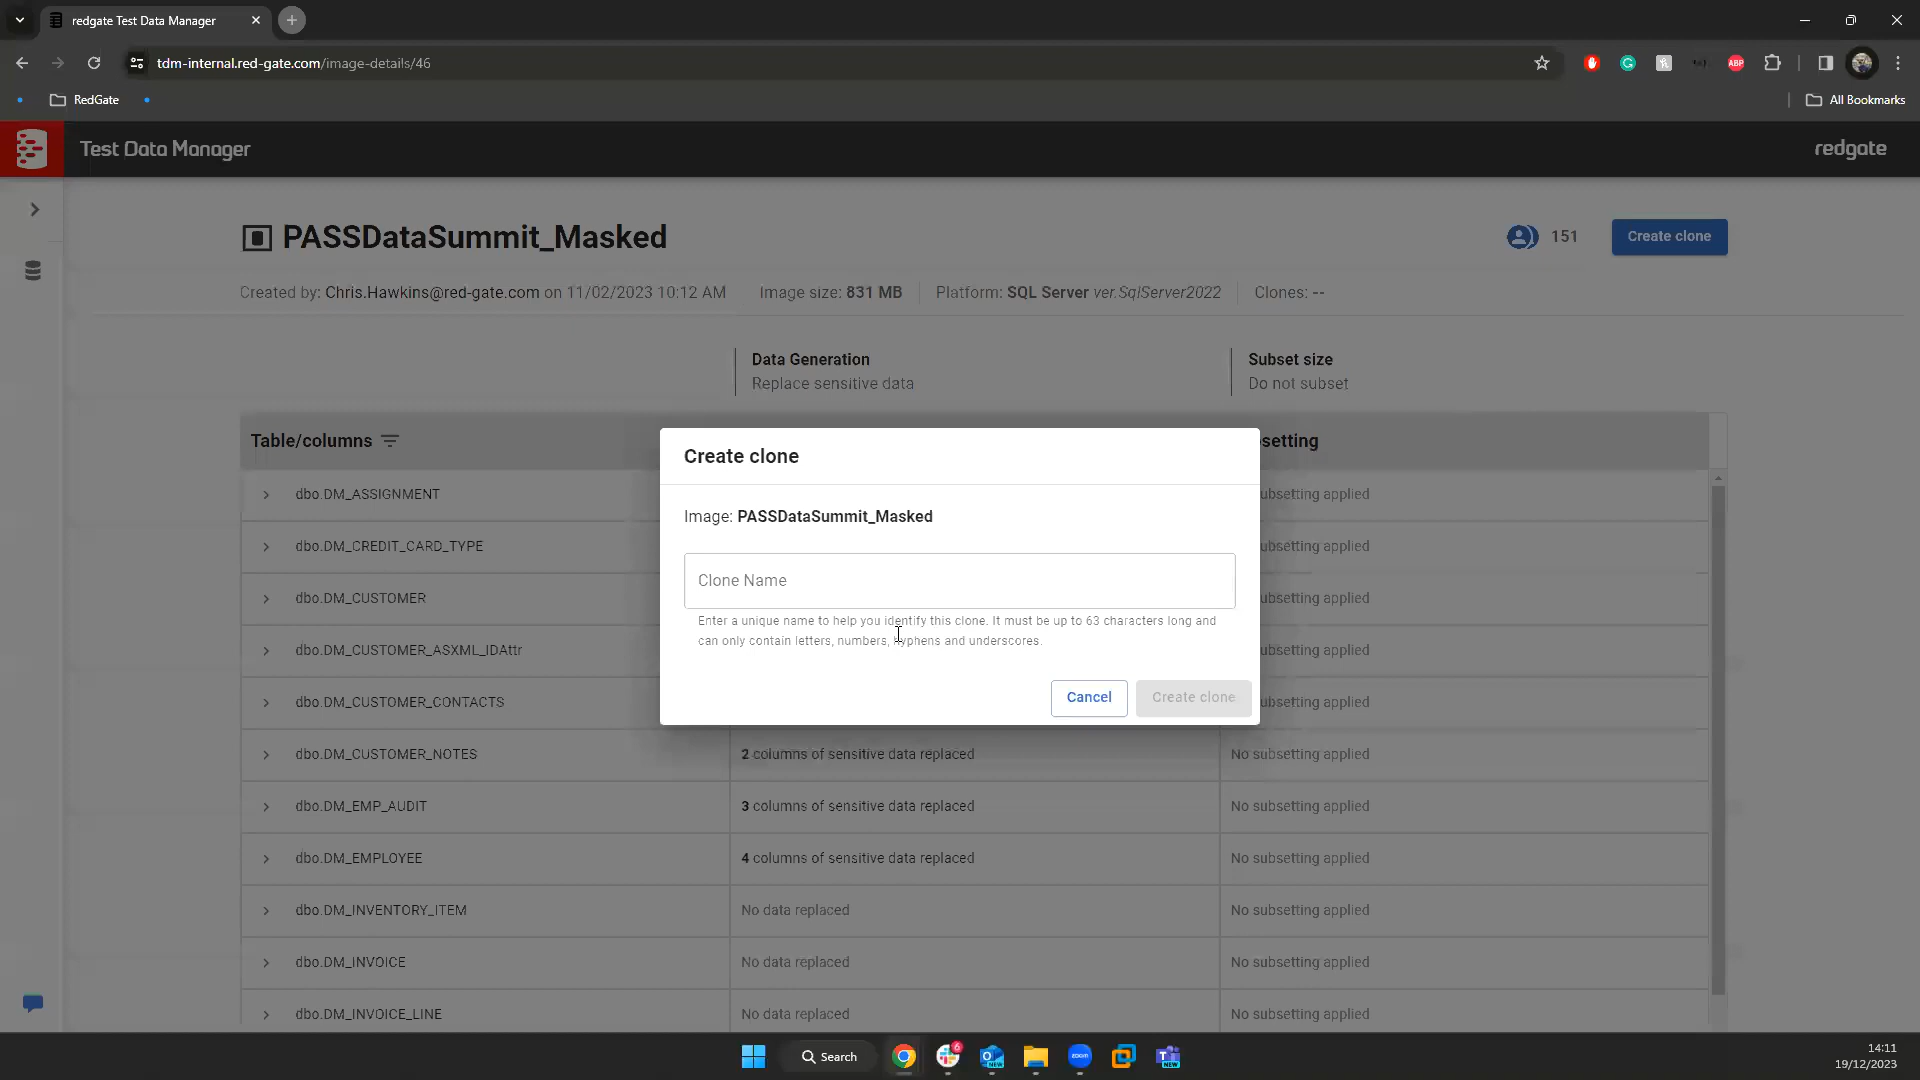 redgate Test Data Manager
tdm-internal.red-gate.com/image-details/46
ABP
RedGate
All Bookmarks
Test Data Manager
redgate
PASSDataSummit_Masked
151
Create clone
Created by: Chris.Hawkins@red-gate.com on 11/02/2023 10:12 AM
Image size: 831 MB
Platform: SQL Server ver.SqlServer2022
Clones: --
Data Generation
Replace sensitive data
Subset size
Do not subset
Table/columns
setting
Create clone
Image: PASSDataSummit_Masked
Clone Name
Enter a unique name to help you identify this clone. It must be up to 63 characters long and
can only contain letters, numbers, hyphens and underscores.
Cancel
Create clone
dbo.DM_ASSIGNMENT
ubsetting applied
dbo.DM_CREDIT_CARD_TYPE
ubsetting applied
dbo.DM_CUSTOMER
ubsetting applied
dbo.DM_CUSTOMER_ASXML_IDAttr
ubsetting applied
dbo.DM_CUSTOMER_CONTACTS
ubsetting applied
dbo.DM_CUSTOMER_NOTES
2 columns of sensitive data replaced
No subsetting applied
dbo.DM_EMP_AUDIT
3 columns of sensitive data replaced
No subsetting applied
dbo.DM_EMPLOYEE
4 columns of sensitive data replaced
No subsetting applied
dbo.DM_INVENTORY_ITEM
No data replaced
No subsetting applied
dbo.DM_INVOICE
No data replaced
No subsetting applied
dbo.DM_INVOICE_LINE
No data replaced
No subsetting applied
Search
6
NEW
zoom
NEW
14:11
19/12/2023